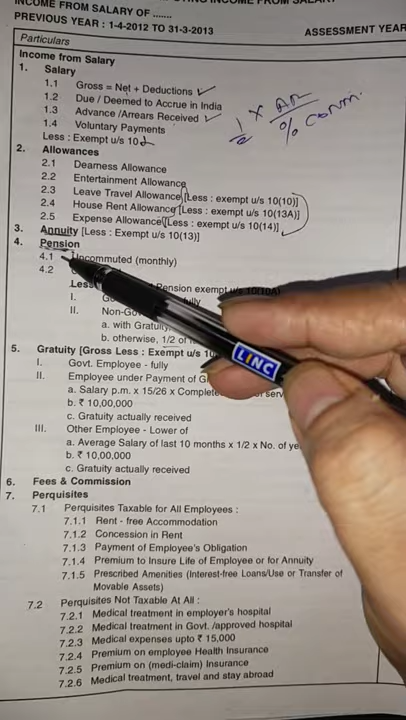 INCOME FROM SALARY OF .......
PREVIOUS YEAR : 1-4-2012 TO 31-3-2013
ASSESSMENT YEAR
Particulars
Income from Salary
1. Salary
1.1 Gross = Net + Deductions
1.2 Due / Deemed to Accrue in India
1.3 Advance /Arrears Received
1.4 Voluntary Payments
Less : Exempt u/s 10
2. Allowances
2.1 Dearness Allowance
2.2 Entertainment Allowance
2.3 Leave Travel Allowance [Less : exempt u/s 10(10)]
2.4 House Rent Allowance [Less : exempt u/s 10(13A)]
2.5 Expense Allowance [Less : exempt u/s 10(14)]
3. Annuity [Less : Exempt u/s 10(13)]
4. Pension
4.1 Uncommuted (monthly)
4.2
Less Pension exempt u/s
I.
II. Non-Go
a. with Gratuity
b. otherwise, 1/2 of
5. Gratuity [Gross Less : Exempt u/s 10
I. Govt. Employee - fully
II. Employee under Payment of G
a. Salary p.m. x 15/26 x Complete serv
b. ₹ 10,00,000
c. Gratuity actually received
III. Other Employee - Lower of
a. Average Salary of last 10 months x 1/2 x No. of ye
b. ₹ 10,00,000
c. Gratuity actually received
6. Fees & Commission
7. Perquisites
7.1 Perquisites Taxable for All Employees :
7.1.1 Rent - free Accommodation
7.1.2 Concession in Rent
7.1.3 Payment of Employee's Obligation
7.1.4 Premium to Insure Life of Employee or for Annuity
7.1.5 Prescribed Amenities (Interest-free Loans/Use or Transfer of
Movable Assets)
7.2 Perquisites Not Taxable At All :
7.2.1 Medical treatment in employer's hospital
7.2.2 Medical treatment in Govt. /approved hospital
7.2.3 Medical expenses upto ₹ 15,000
7.2.4 Premium on employee Health Insurance
7.2.5 Premium on (medi-claim) Insurance
7.2.6 Medical treatment, travel and stay abroad
LINC